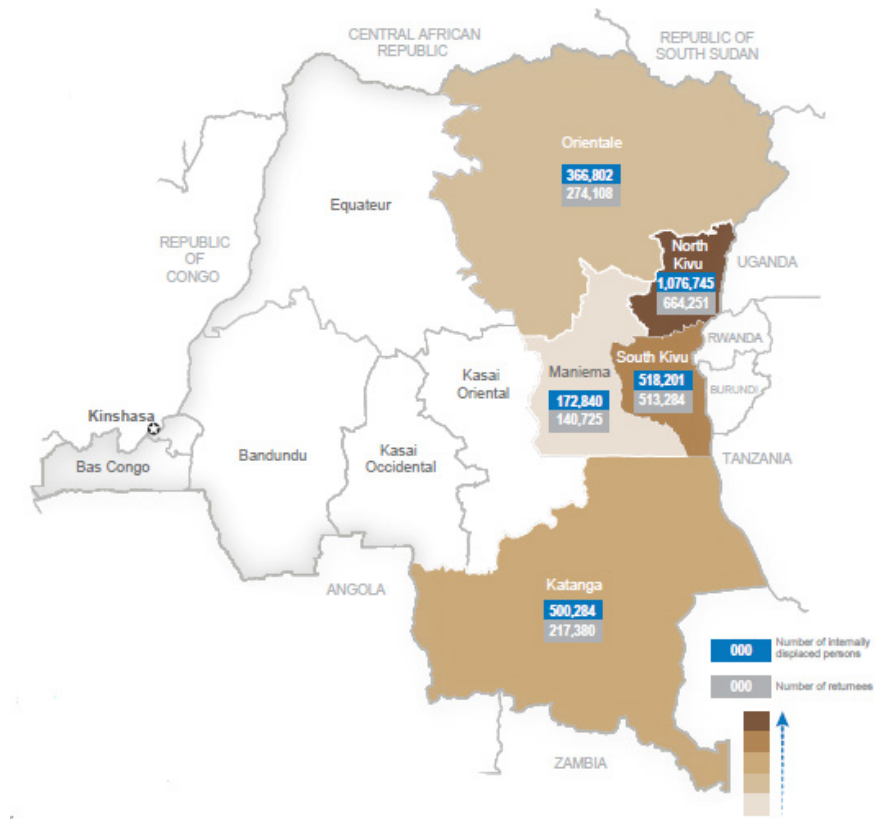 CENTRAL AFRICAN
REPUBLIC
REPUBLIC OF
SOUTH SUDAN
Orientale
366,802
274,108
Equateur
REPUBLIC
OF
CONGO
North
Kivu
1,076,745
664,251
UGANDA
RWANDA
South Kivu
518,201
513,284
BURUNDI
Maniema
172,840
140,725
Kasai
Oriental
Kinshasa
Bas Congo
Bandundu
Kasai
Occidental
TANZANIA
ANGOLA
Katanga
500,284
217,380
ZAMBIA
000
Number of internally
displaced persons
000
Number of returnees